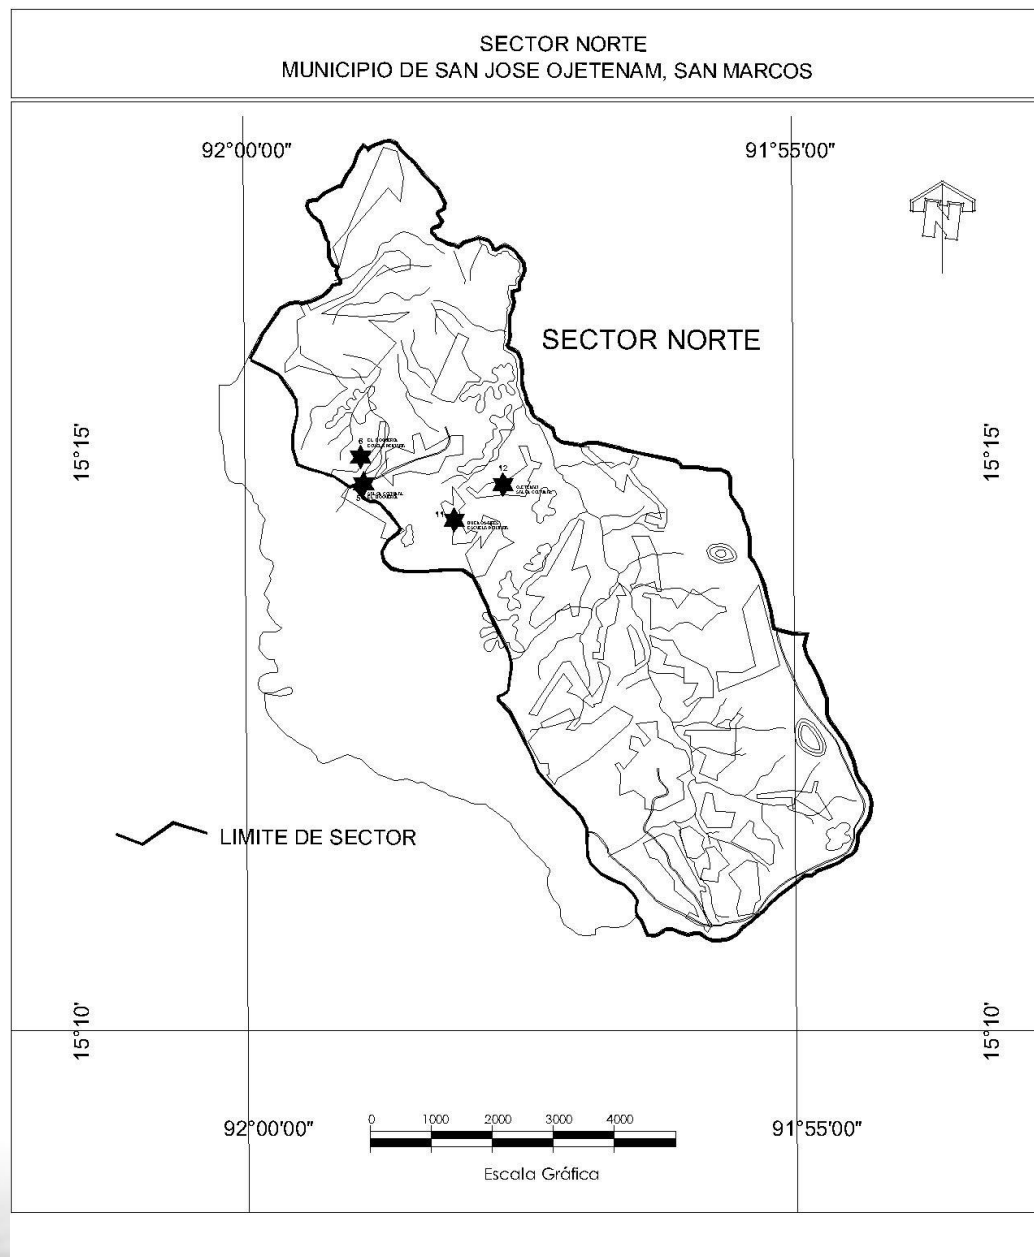 SECTOR NORTE
MUNICIPIO DE SAN JOSE OJETENAM, SAN MARCOS
92°00'00"
91°55'00"
N
SECTOR NORTE
15°15'
15°15'
6
12
11
LIMITE DE SECTOR
15°10'
15°10'
92°00'00"
91°55'00"
0 1000 2000 3000 4000
Escala Gráfica